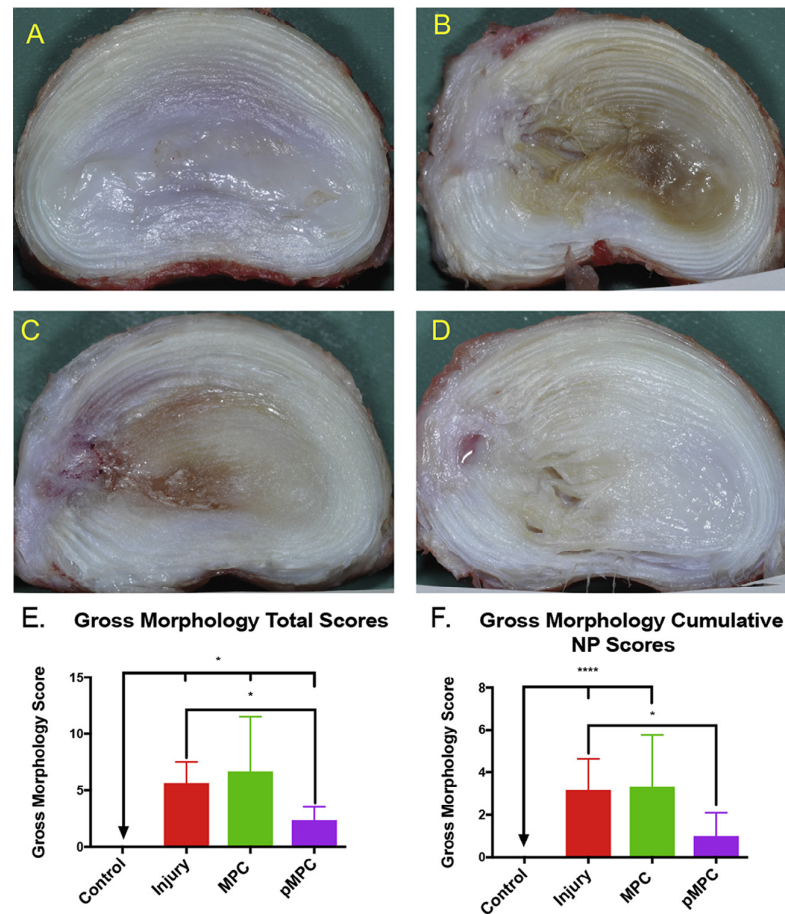 A
B
C
D
E. Gross Morphology Total Scores
Gross Morphology Score
15
10
5
0
*
*
Control
Injury
MPC
pMPC
F. Gross Morphology Cumulative
NP Scores
Gross Morphology Score
8
6
4
2
0
****
*
Control
Injury
MPC
pMPC